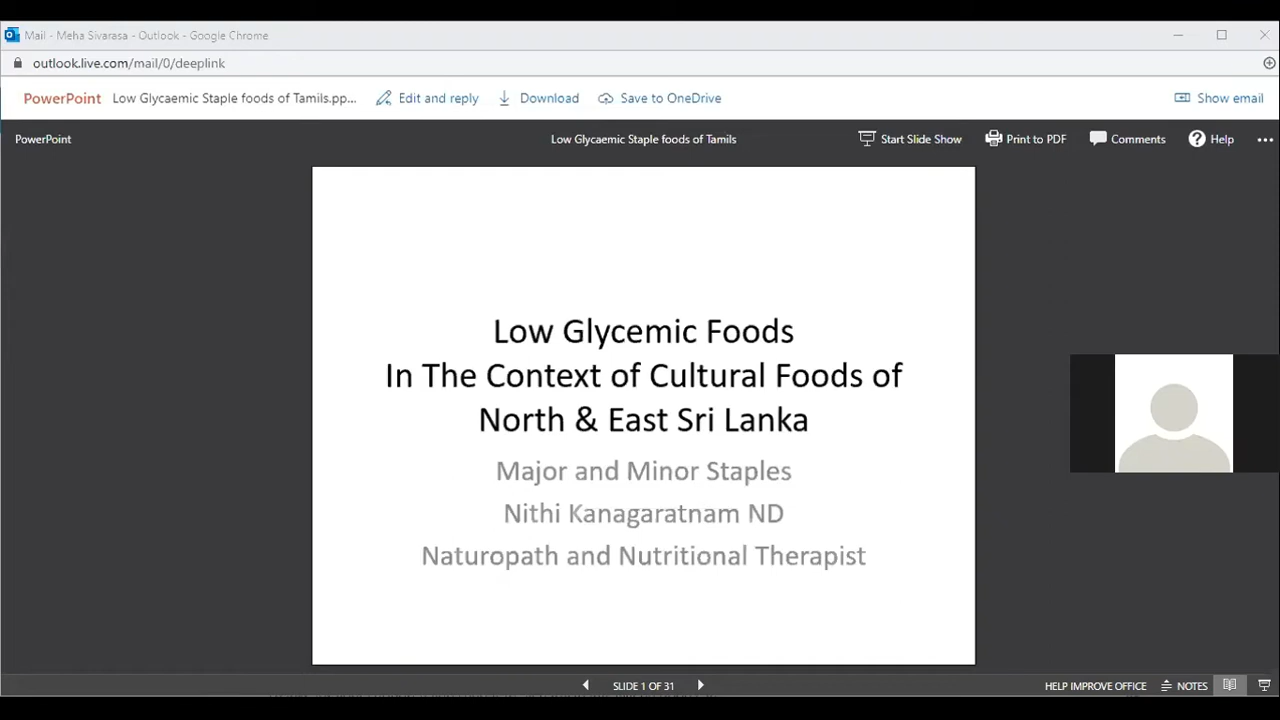 Mail - Meha Sivarasa - Outlook - Google Chrome
outlook.live.com/mail/0/deeplink
PowerPoint Low Glycaemic Staple foods of Tamils.pp... Edit and reply Download Save to OneDrive Show email
PowerPoint Low Glycaemic Staple foods of Tamils Start Slide Show Print to PDF Comments Help
Low Glycemic Foods
In The Context of Cultural Foods of
North & East Sri Lanka
Major and Minor Staples
Nithi Kanagaratnam ND
Naturopath and Nutritional Therapist
SLIDE 1 OF 31 HELP IMPROVE OFFICE NOTES